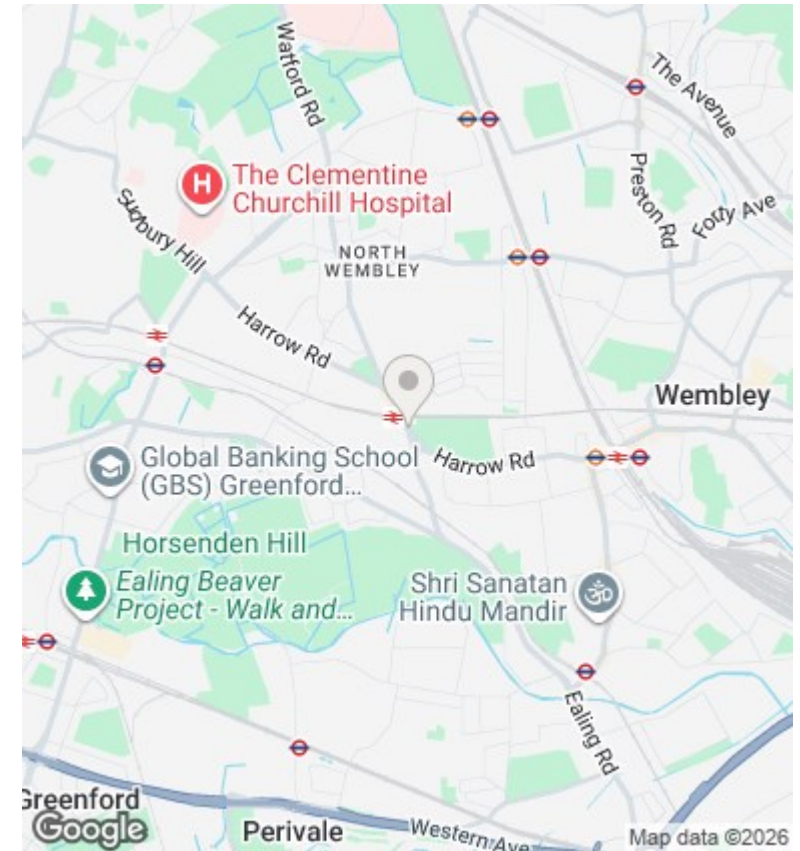 Watford Rd
The Avenue
The Clementine
Churchill Hospital
Preston Rd
Forty Ave
Sudbury Hill
NORTH
WEMBLEY
Harrow Rd
Wembley
Global Banking School
(GBS) Greenford...
Harrow Rd
Horsenden Hill
Ealing Beaver
Project - Walk and...
Shri Sanatan
Hindu Mandir
Ealing Rd
Greenford
Google
Perivale
Western Ave
Map data ©2026